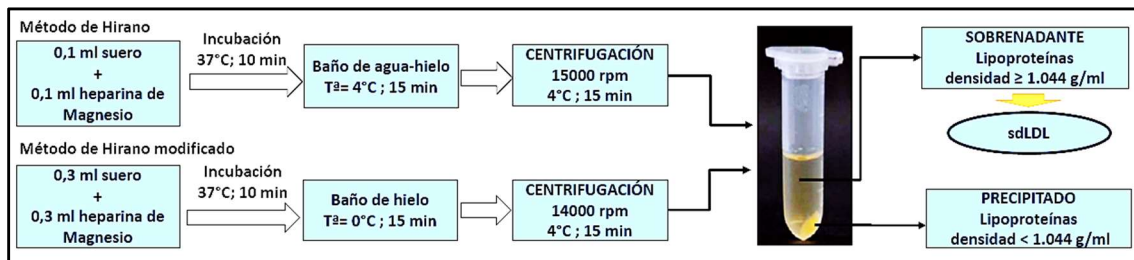 Método de Hirano
0,1 ml suero
+
0,1 ml heparina de
Magnesio
Incubación
37°C; 10 min
Baño de agua-hielo
Tª= 4°C ; 15 min
CENTRIFUGACIÓN
15000 rpm
4°C ; 15 min
Método de Hirano modificado
0,3 ml suero
+
0,3 ml heparina de
Magnesio
Incubación
37°C; 10 min
Baño de hielo
Tª= 0°C ; 15 min
CENTRIFUGACIÓN
14000 rpm
4°C ; 15 min
SOBRENADANTE
Lipoproteínas
densidad ≥ 1.044 g/ml
sdLDL
PRECIPITADO
Lipoproteínas
densidad < 1.044 g/ml